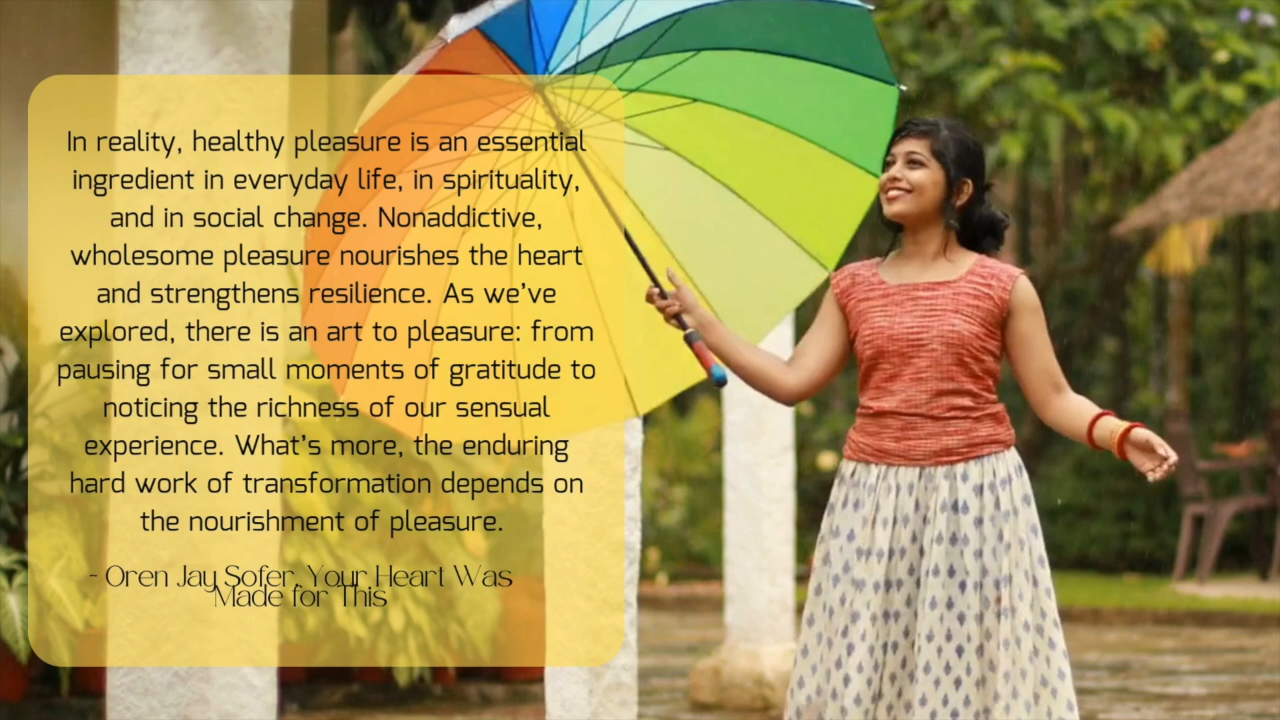 In reality, healthy pleasure is an essential
ingredient in everyday life, in spirituality,
and in social change. Nonaddictive,
wholesome pleasure nourishes the heart
and strengthens resilience. As we’ve
explored, there is an art to pleasure: from
pausing for small moments of gratitude to
noticing the richness of our sensual
experience. What’s more, the enduring
hard work of transformation depends on
the nourishment of pleasure.
- Oren Jay Sofer, Your Heart Was
Made for This